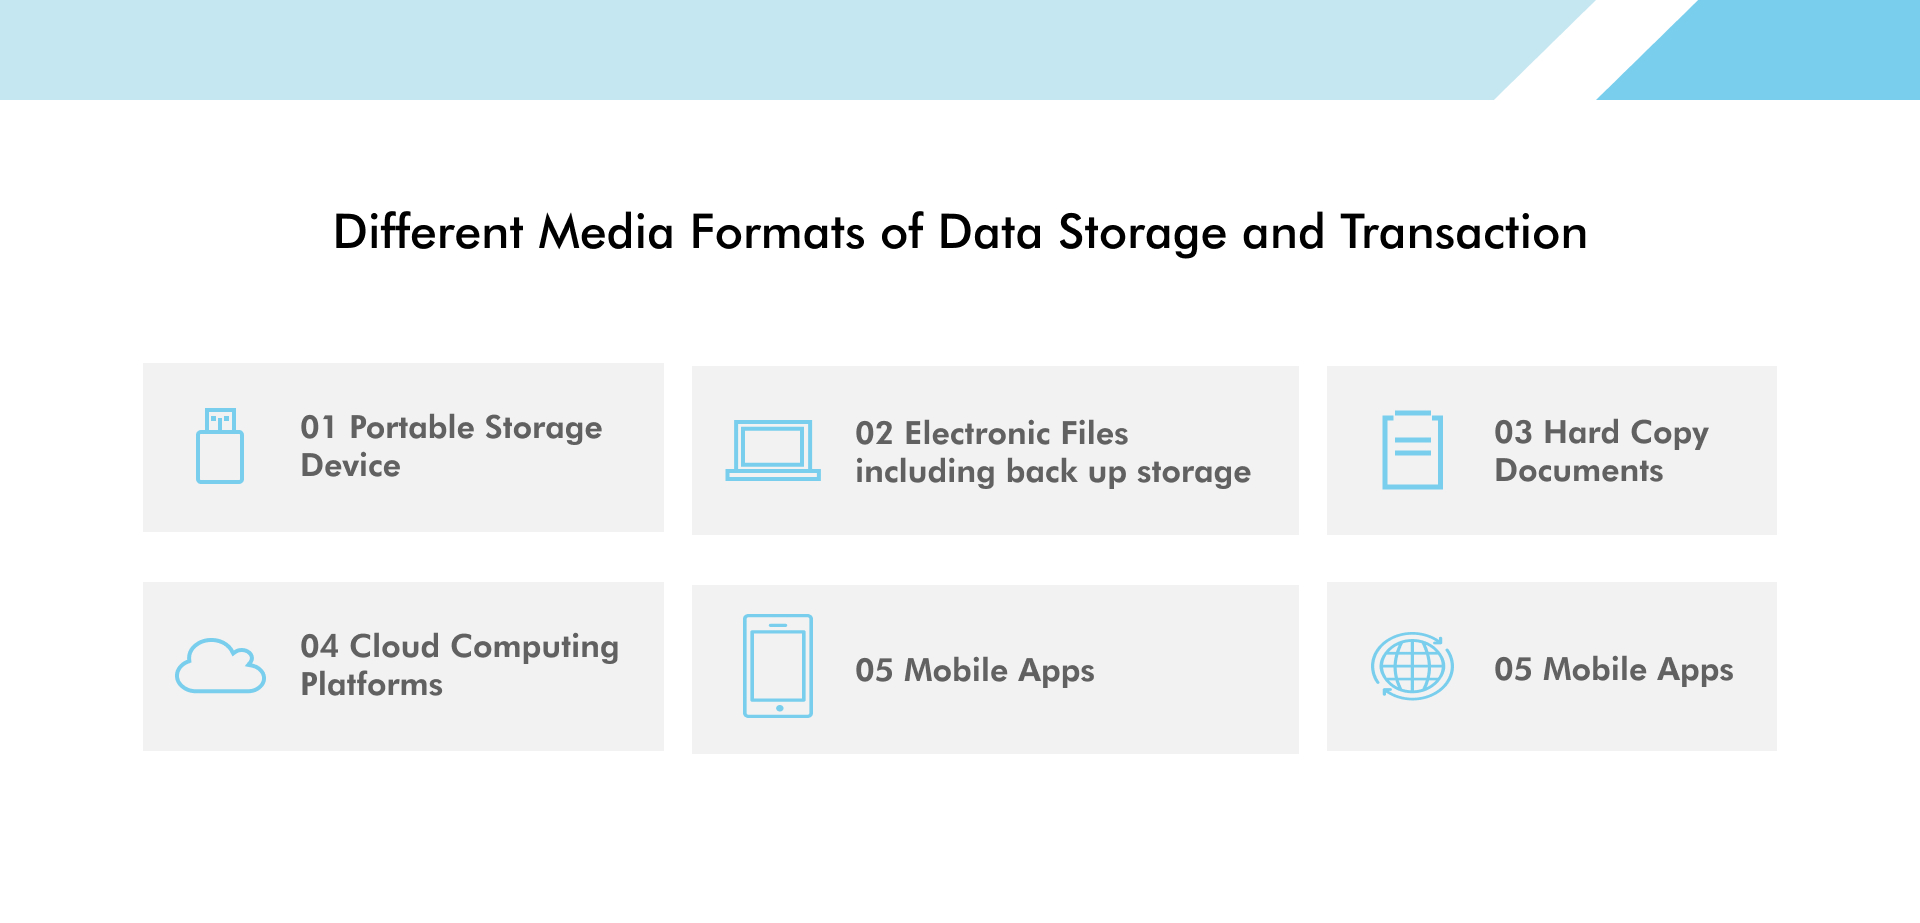 Different Media Formats of Data Storage and Transaction
01 Portable Storage
Device
02 Electronic Files
including back up storage
03 Hard Copy
Documents
04 Cloud Computing
Platforms
05 Mobile Apps
05 Mobile Apps